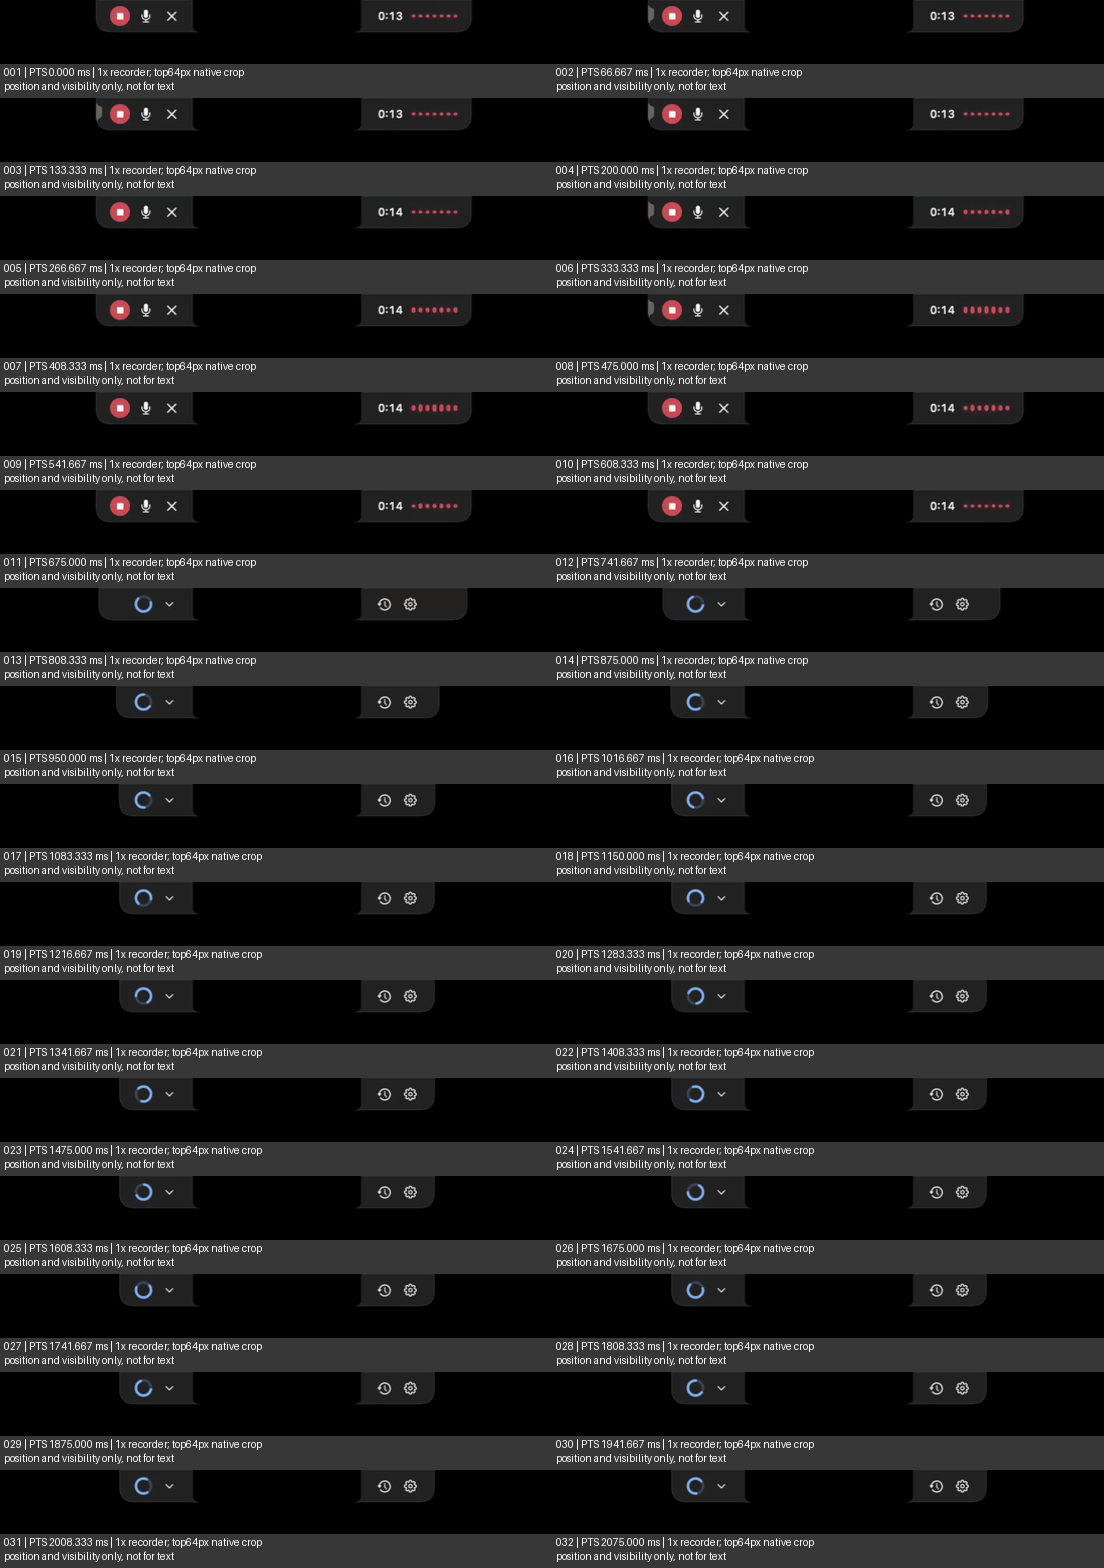 0:13
0:13
001 | PTS 0.000 ms | 1x recorder; top64px native crop
position and visibility only, not for text
002 | PTS 66.667 ms | 1x recorder; top64px native crop
position and visibility only, not for text
0:13
0:13
003 | PTS 133.333 ms | 1x recorder; top64px native crop
position and visibility only, not for text
004 | PTS 200.000 ms | 1x recorder; top64px native crop
position and visibility only, not for text
0:14
0:14
005 | PTS 266.667 ms | 1x recorder; top64px native crop
position and visibility only, not for text
006 | PTS 333.333 ms | 1x recorder; top64px native crop
position and visibility only, not for text
0:14
0:14
007 | PTS 408.333 ms | 1x recorder; top64px native crop
position and visibility only, not for text
008 | PTS 475.000 ms | 1x recorder; top64px native crop
position and visibility only, not for text
0:14
0:14
009 | PTS 541.667 ms | 1x recorder; top64px native crop
position and visibility only, not for text
010 | PTS 608.333 ms | 1x recorder; top64px native crop
position and visibility only, not for text
0:14
0:14
011 | PTS 675.000 ms | 1x recorder; top64px native crop
position and visibility only, not for text
012 | PTS 741.667 ms | 1x recorder; top64px native crop
position and visibility only, not for text
013 | PTS 808.333 ms | 1x recorder; top64px native crop
position and visibility only, not for text
014 | PTS 875.000 ms | 1x recorder; top64px native crop
position and visibility only, not for text
015 | PTS 950.000 ms | 1x recorder; top64px native crop
position and visibility only, not for text
016 | PTS 1016.667 ms | 1x recorder; top64px native crop
position and visibility only, not for text
017 | PTS 1083.333 ms | 1x recorder; top64px native crop
position and visibility only, not for text
018 | PTS 1150.000 ms | 1x recorder; top64px native crop
position and visibility only, not for text
019 | PTS 1216.667 ms | 1x recorder; top64px native crop
position and visibility only, not for text
020 | PTS 1283.333 ms | 1x recorder; top64px native crop
position and visibility only, not for text
021 | PTS 1341.667 ms | 1x recorder; top64px native crop
position and visibility only, not for text
022 | PTS 1408.333 ms | 1x recorder; top64px native crop
position and visibility only, not for text
023 | PTS 1475.000 ms | 1x recorder; top64px native crop
position and visibility only, not for text
024 | PTS 1541.667 ms | 1x recorder; top64px native crop
position and visibility only, not for text
025 | PTS 1608.333 ms | 1x recorder; top64px native crop
position and visibility only, not for text
026 | PTS 1675.000 ms | 1x recorder; top64px native crop
position and visibility only, not for text
027 | PTS 1741.667 ms | 1x recorder; top64px native crop
position and visibility only, not for text
028 | PTS 1808.333 ms | 1x recorder; top64px native crop
position and visibility only, not for text
029 | PTS 1875.000 ms | 1x recorder; top64px native crop
position and visibility only, not for text
030 | PTS 1941.667 ms | 1x recorder; top64px native crop
position and visibility only, not for text
031 | PTS 2008.333 ms | 1x recorder; top64px native crop
position and visibility only, not for text
032 | PTS 2075.000 ms | 1x recorder; top64px native crop
position and visibility only, not for text